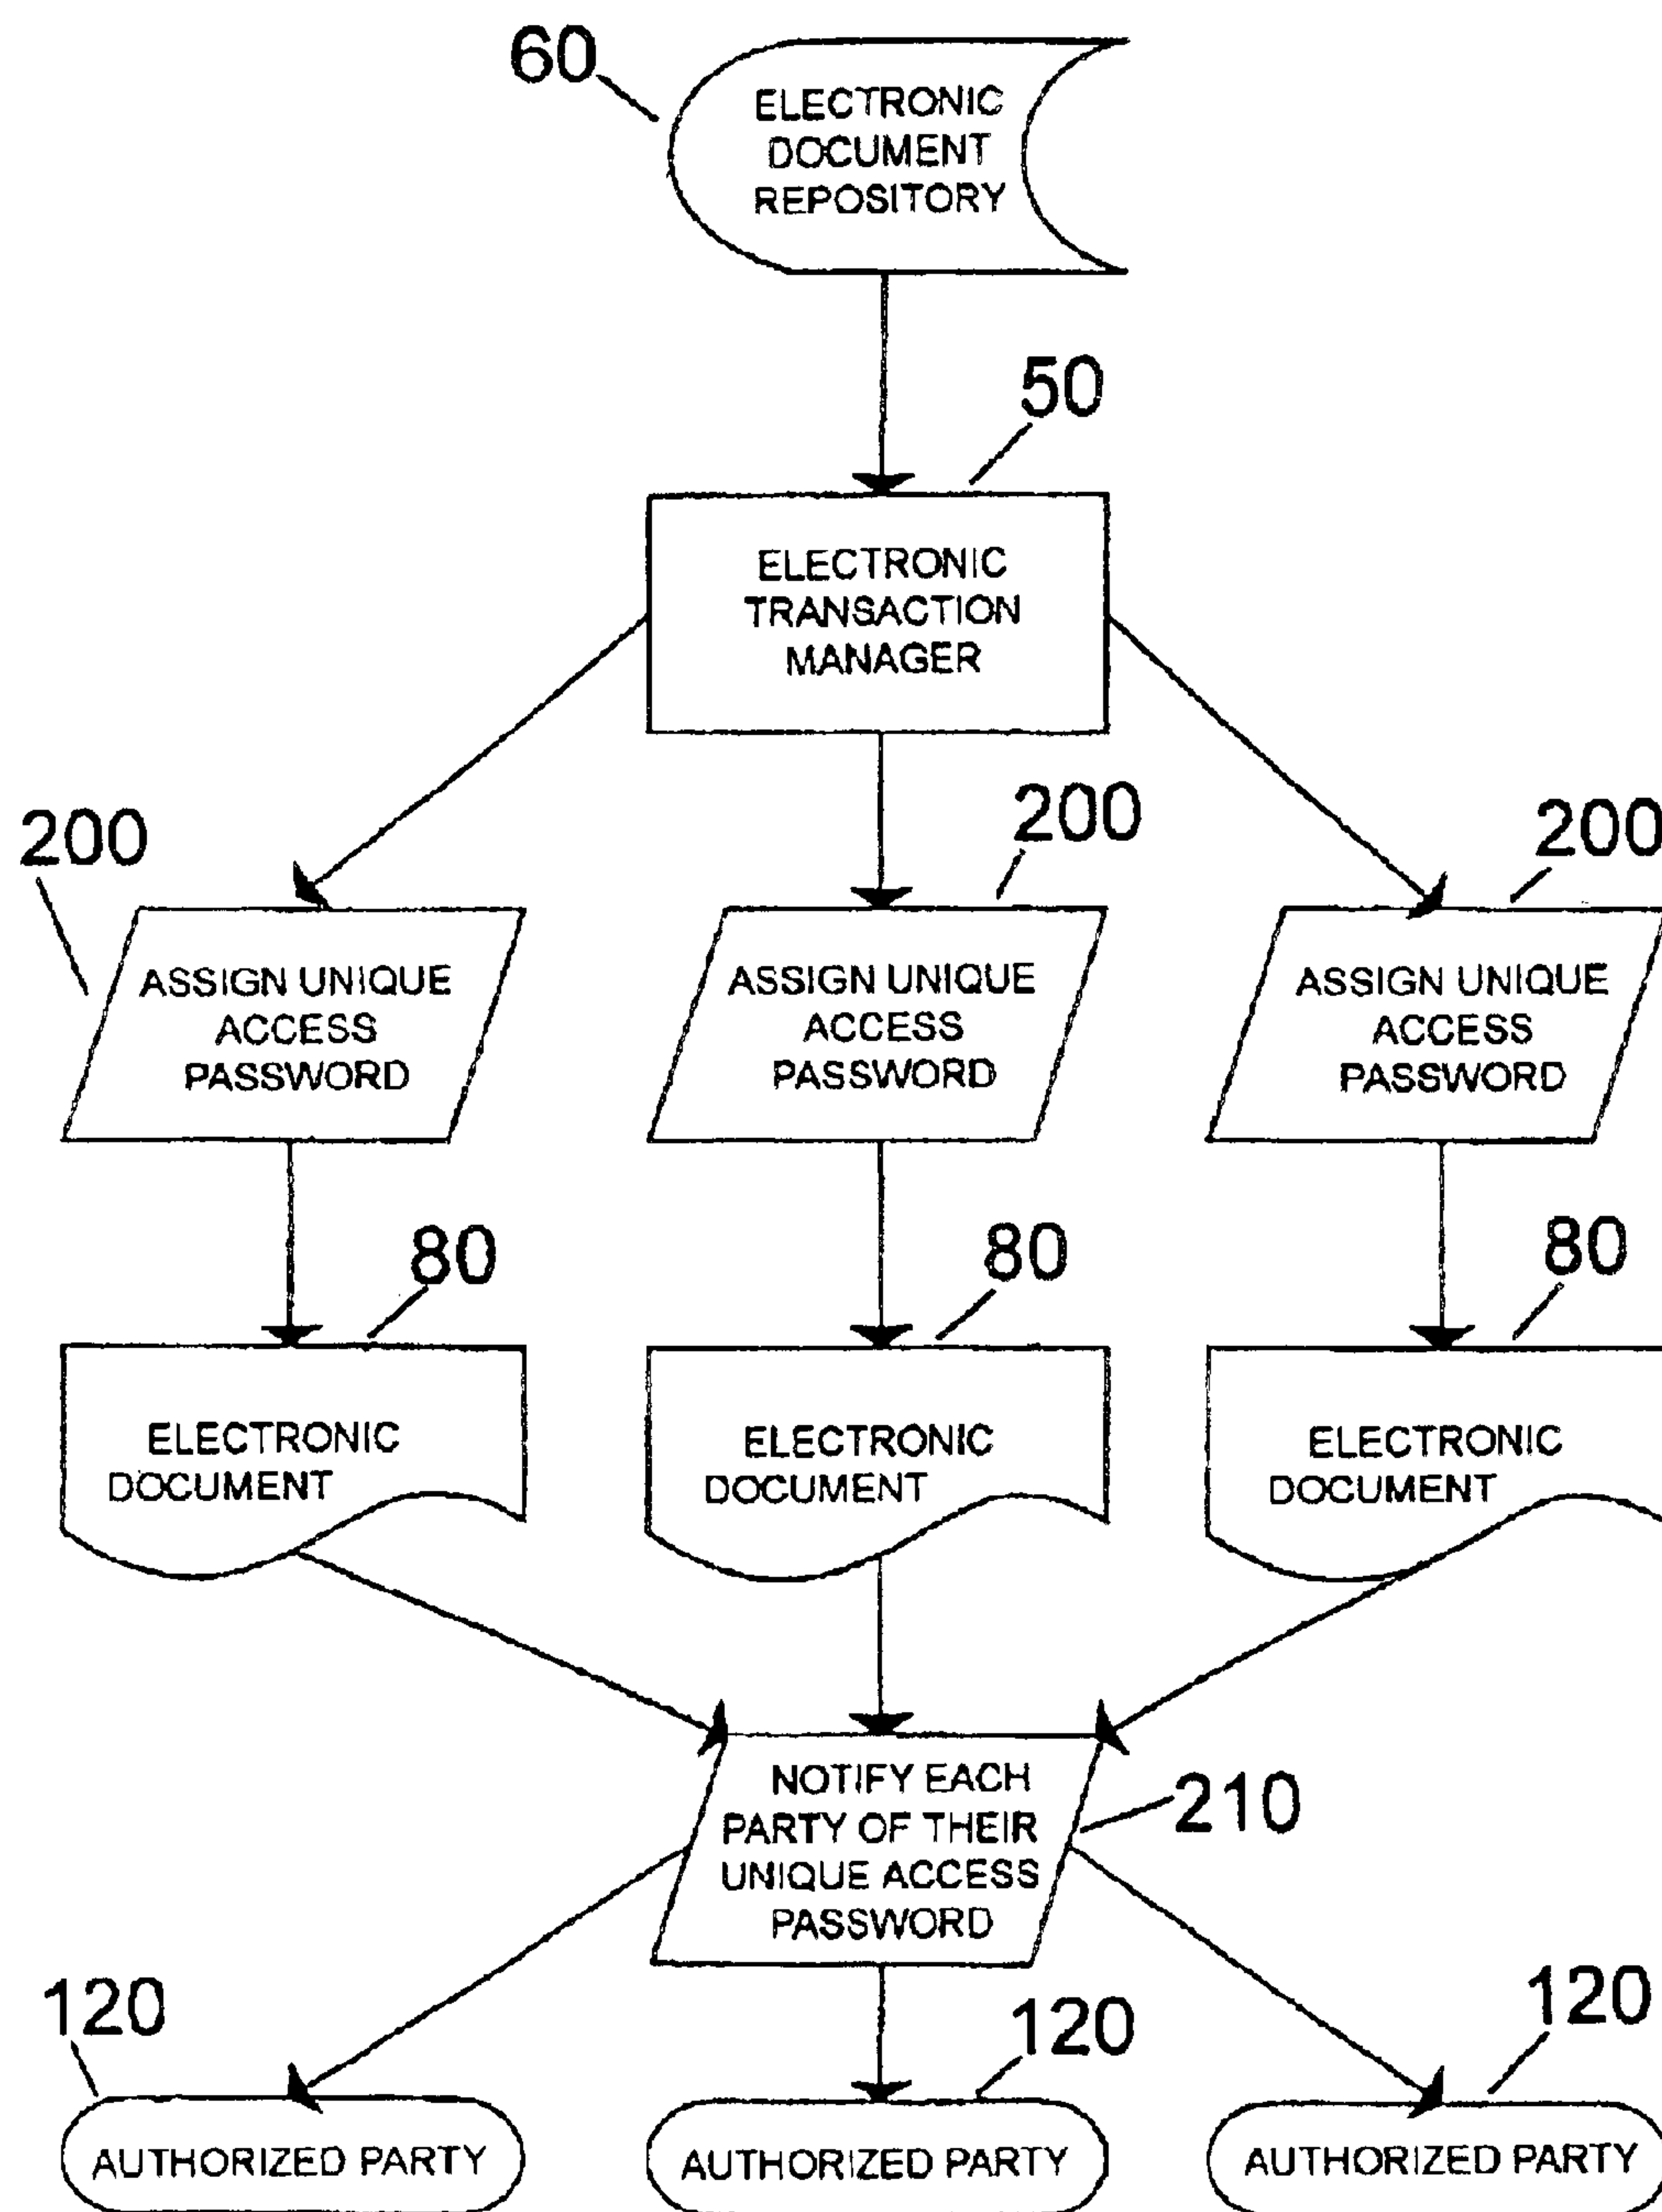 60
ELECTRONIC
DOCUMENT
REPOSITORY
50
ELECTRONIC
TRANSACTION
MANAGER
200
200
200
ASSIGN UNIQUE
ACCESS
PASSWORD
ASSIGN UNIQUE
ACCESS
PASSWORD
ASSIGN UNIQUE
ACCESS
PASSWORD
80
80
80
ELECTRONIC
DOCUMENT
ELECTRONIC
DOCUMENT
ELECTRONIC
DOCUMENT
NOTIFY EACH
PARTY OF THEIR
UNIQUE ACCESS
PASSWORD
210
120
120
120
AUTHORIZED PARTY
AUTHORIZED PARTY
AUTHORIZED PARTY